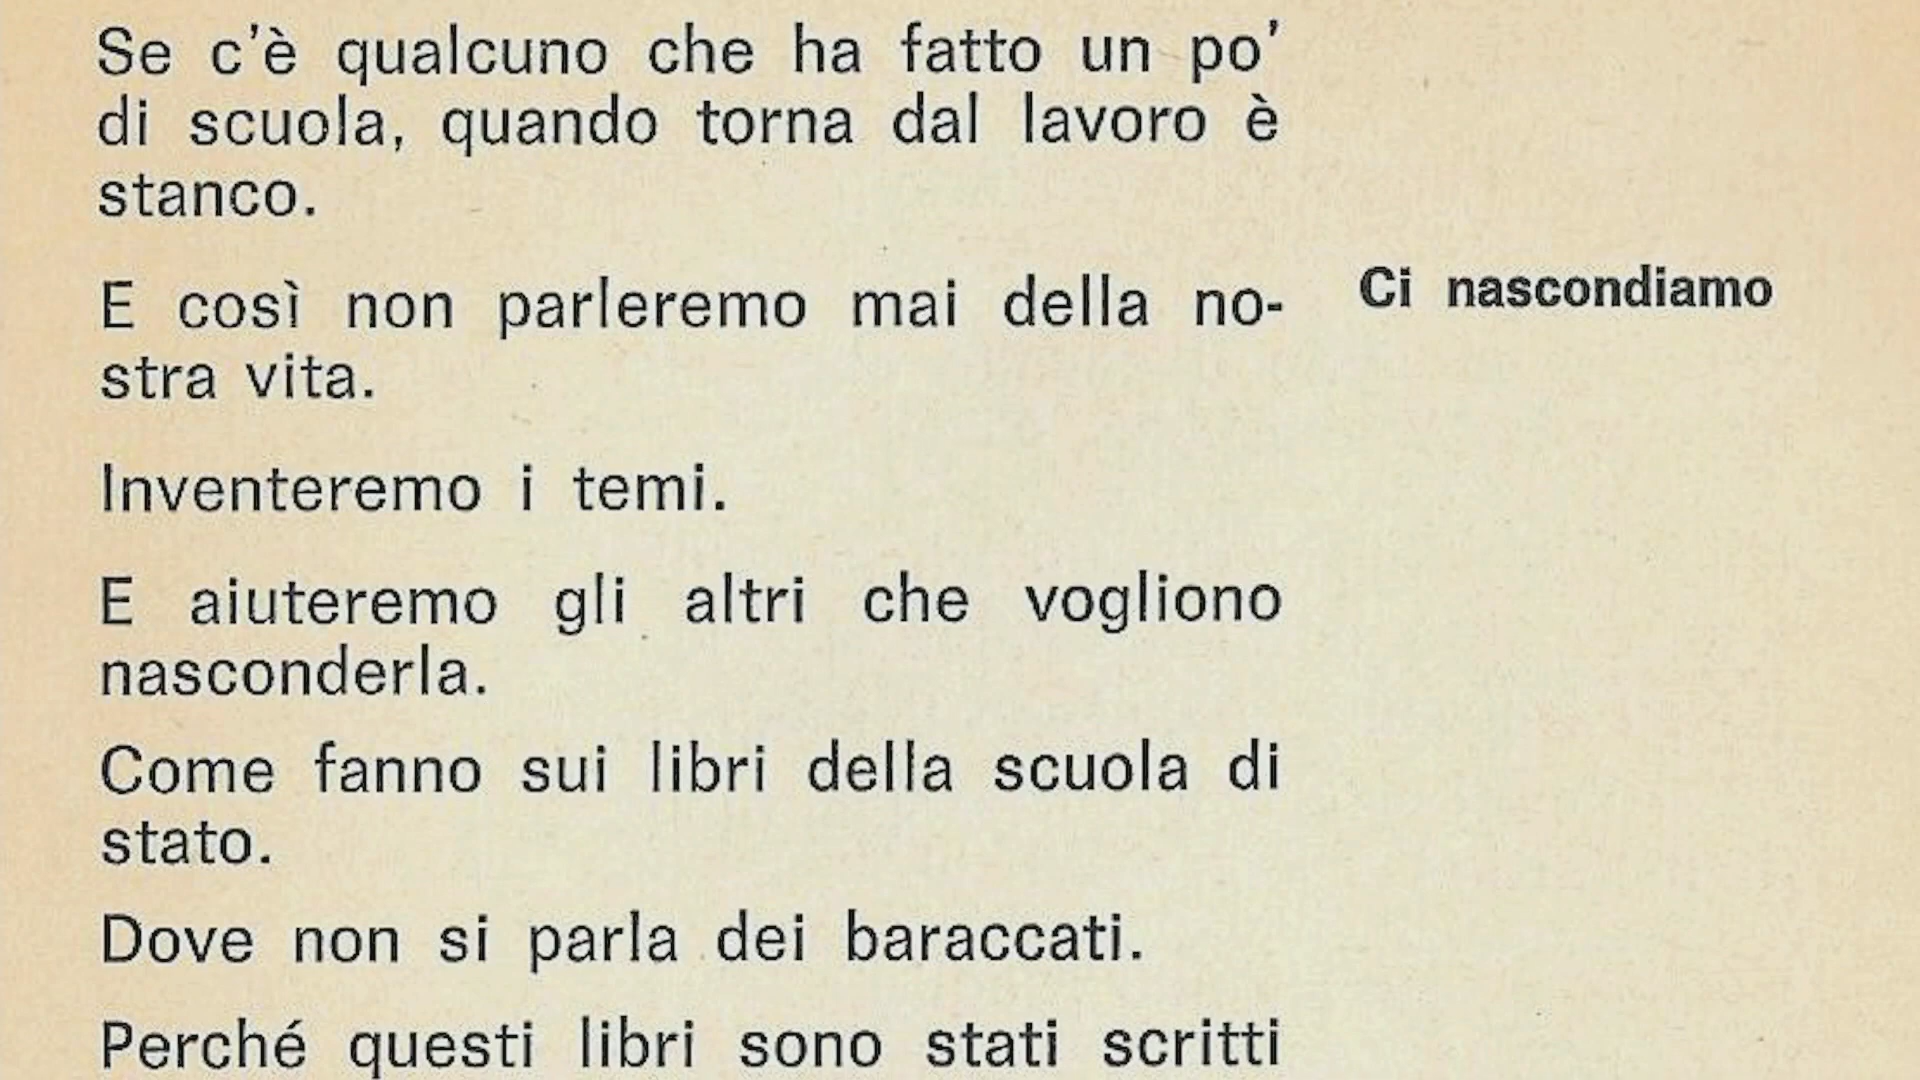 Se c'è qualcuno che ha fatto un po'
di scuola, quando torna dal lavoro è
stanco.
E così non parleremo mai della no-
stra vita.
Ci nascondiamo
Inventeremo i temi.
E aiuteremo gli altri che vogliono
nasconderla.
Come fanno sui libri della scuola di
stato.
Dove non si parla dei baraccati.
Perché questi libri sono stati scritti